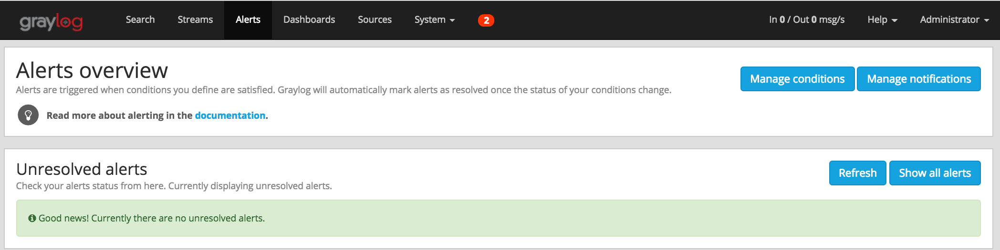 graylog Search Streams Alerts Dashboards Sources System 2 In 0 / Out 0 msg/s Help Administrator
Alerts overview
Manage conditions Manage notifications
Alerts are triggered when conditions you define are satisfied. Graylog will automatically mark alerts as resolved once the status of your conditions change.
Read more about alerting in the documentation.
Unresolved alerts
Refresh Show all alerts
Check your alerts status from here. Currently displaying unresolved alerts.
Good news! Currently there are no unresolved alerts.